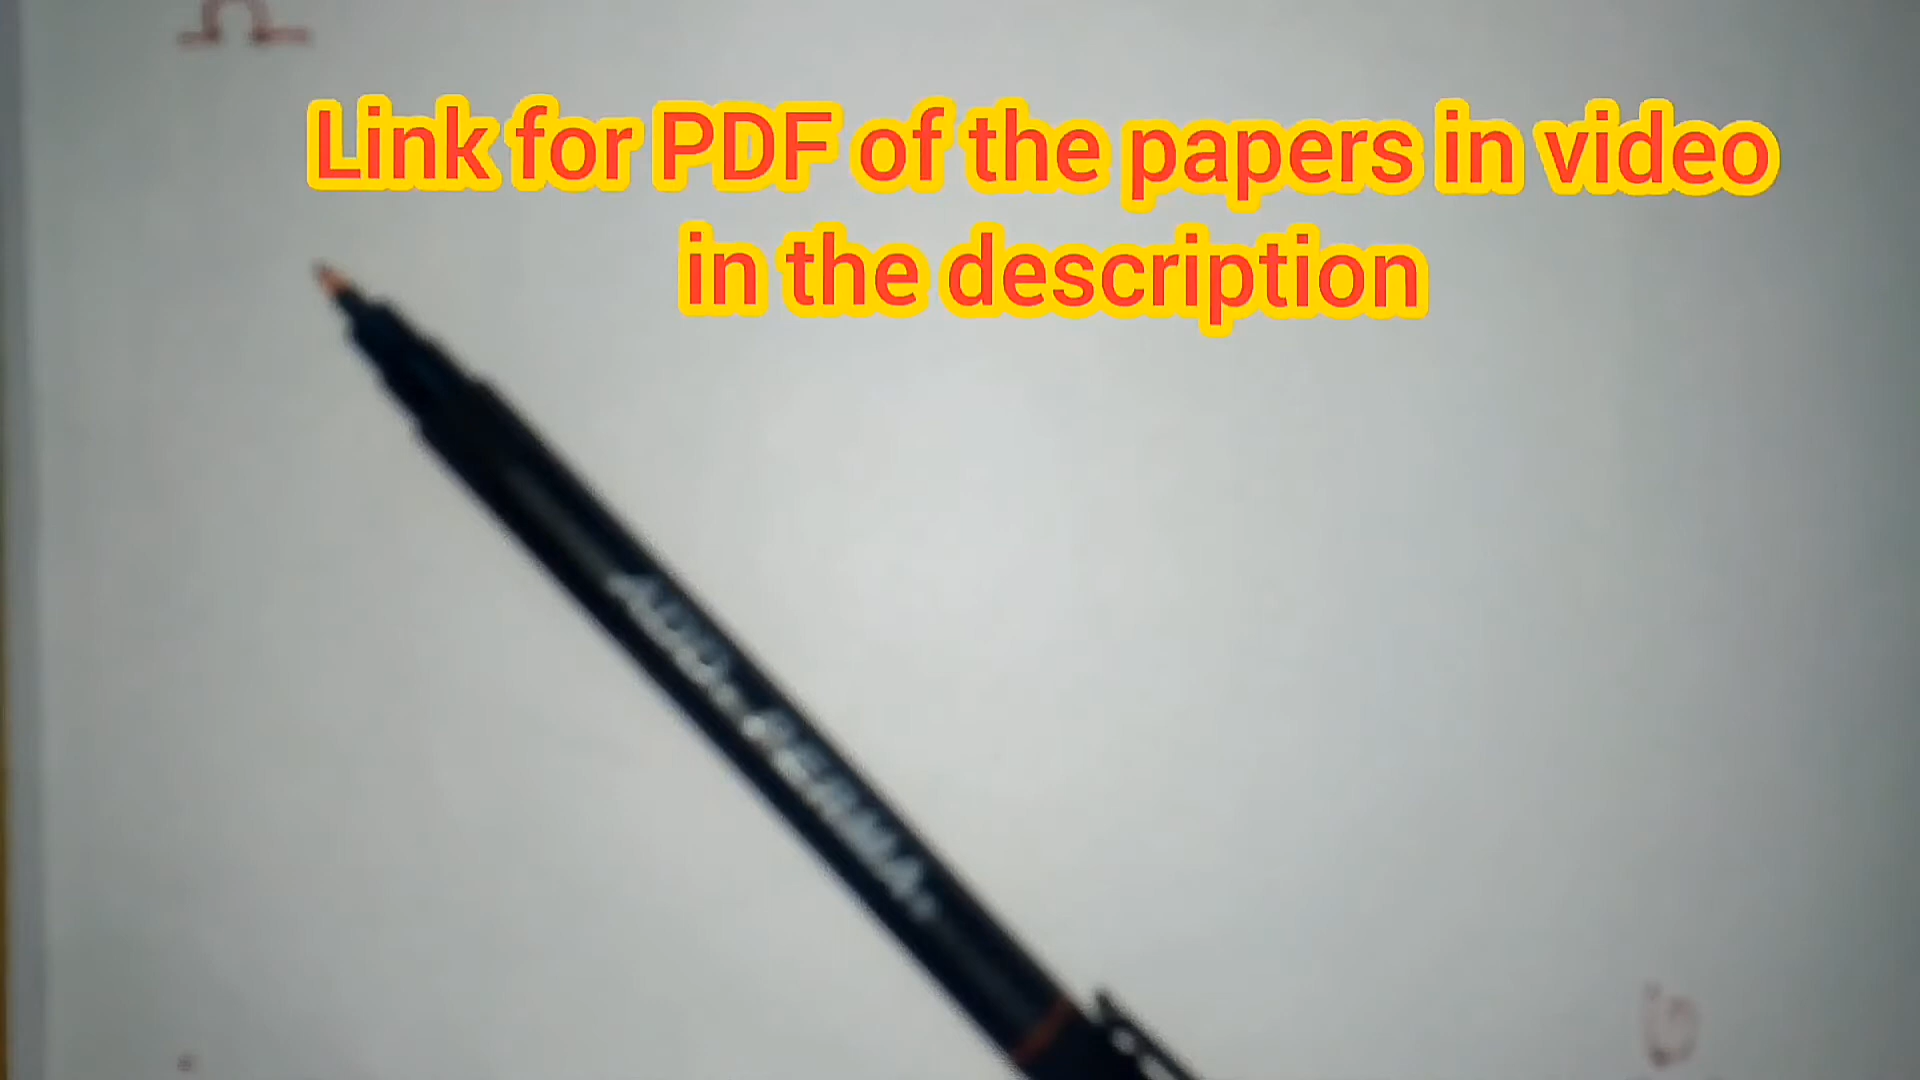 Link for PDF of the papers in video
in the description